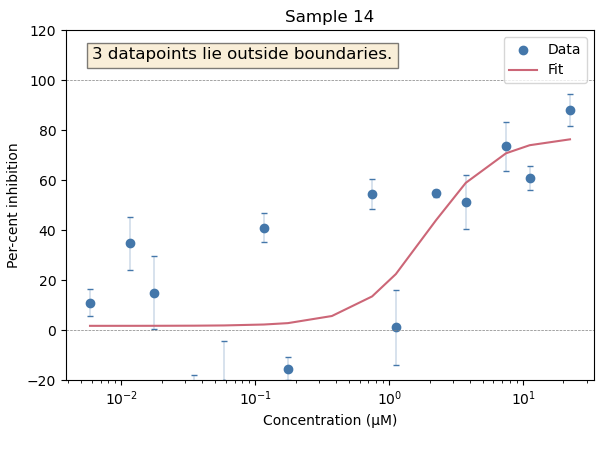 Sample 14
3 datapoints lie outside boundaries.
Data
Fit
Per-cent inhibition
120
100
80
60
40
20
0
−20
10⁻² 10⁻¹ 10⁰ 10¹
Concentration (μM)